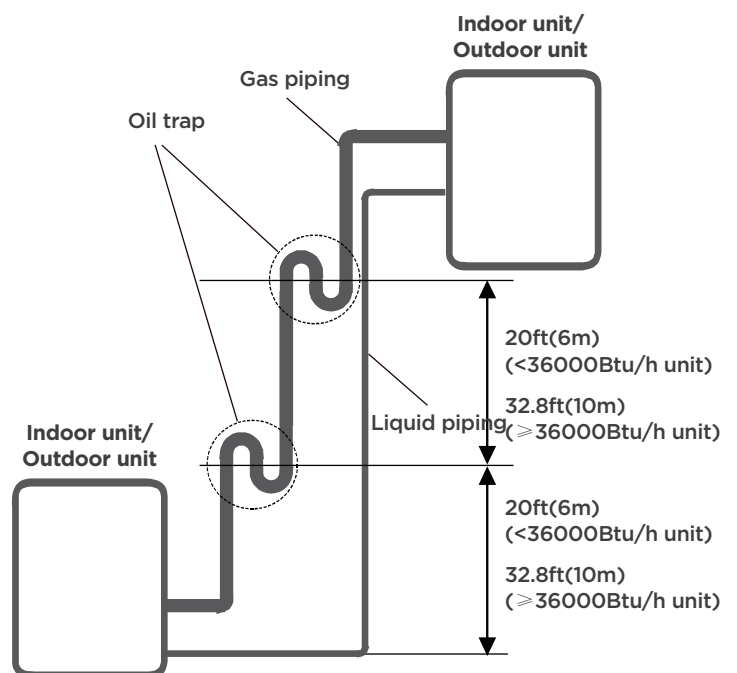 Indoor unit/
Outdoor unit
Gas piping
Oil trap
20ft(6m)
(<36000Btu/h unit)
32.8ft(10m)
(⩾36000Btu/h unit)
Liquid piping
Indoor unit/
Outdoor unit
20ft(6m)
(<36000Btu/h unit)
32.8ft(10m)
(⩾36000Btu/h unit)